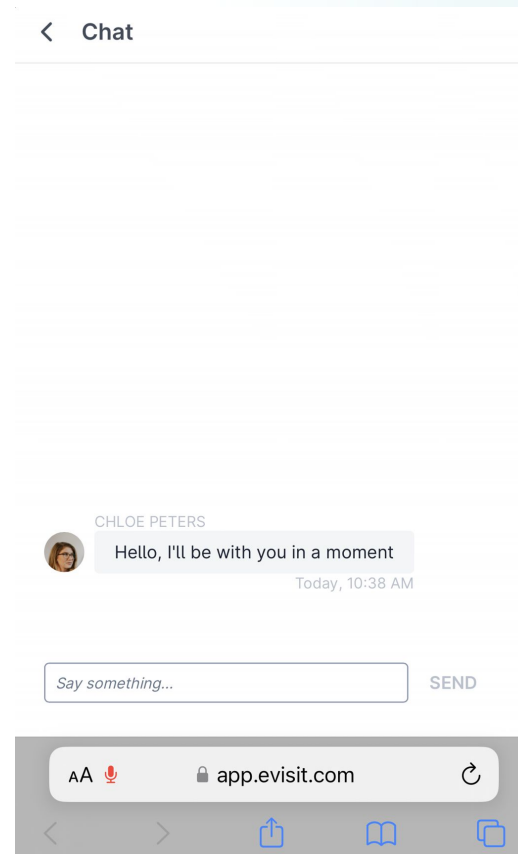 Chat
CHLOE PETERS
Hello, I'll be with you in a moment
Today, 10:38 AM
Say something...
SEND
AA
app.evisit.com